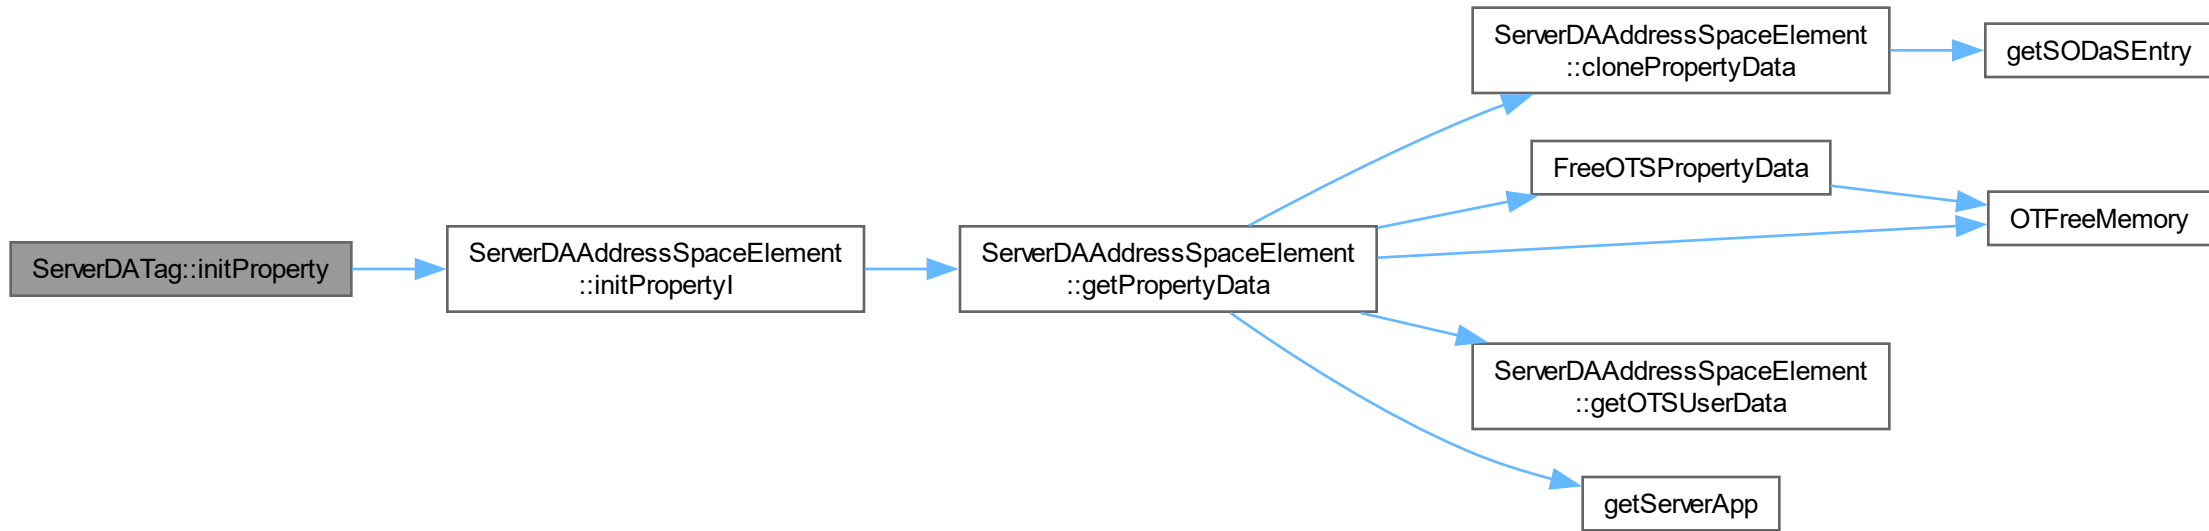 ServerDATag::initProperty
ServerDAAddressSpaceElement
::initPropertyI
ServerDAAddressSpaceElement
::getPropertyData
ServerDAAddressSpaceElement
::clonePropertyData
getSODaSEntry
FreeOTSPropertyData
OTFreeMemory
ServerDAAddressSpaceElement
::getOTSUserData
getServerApp